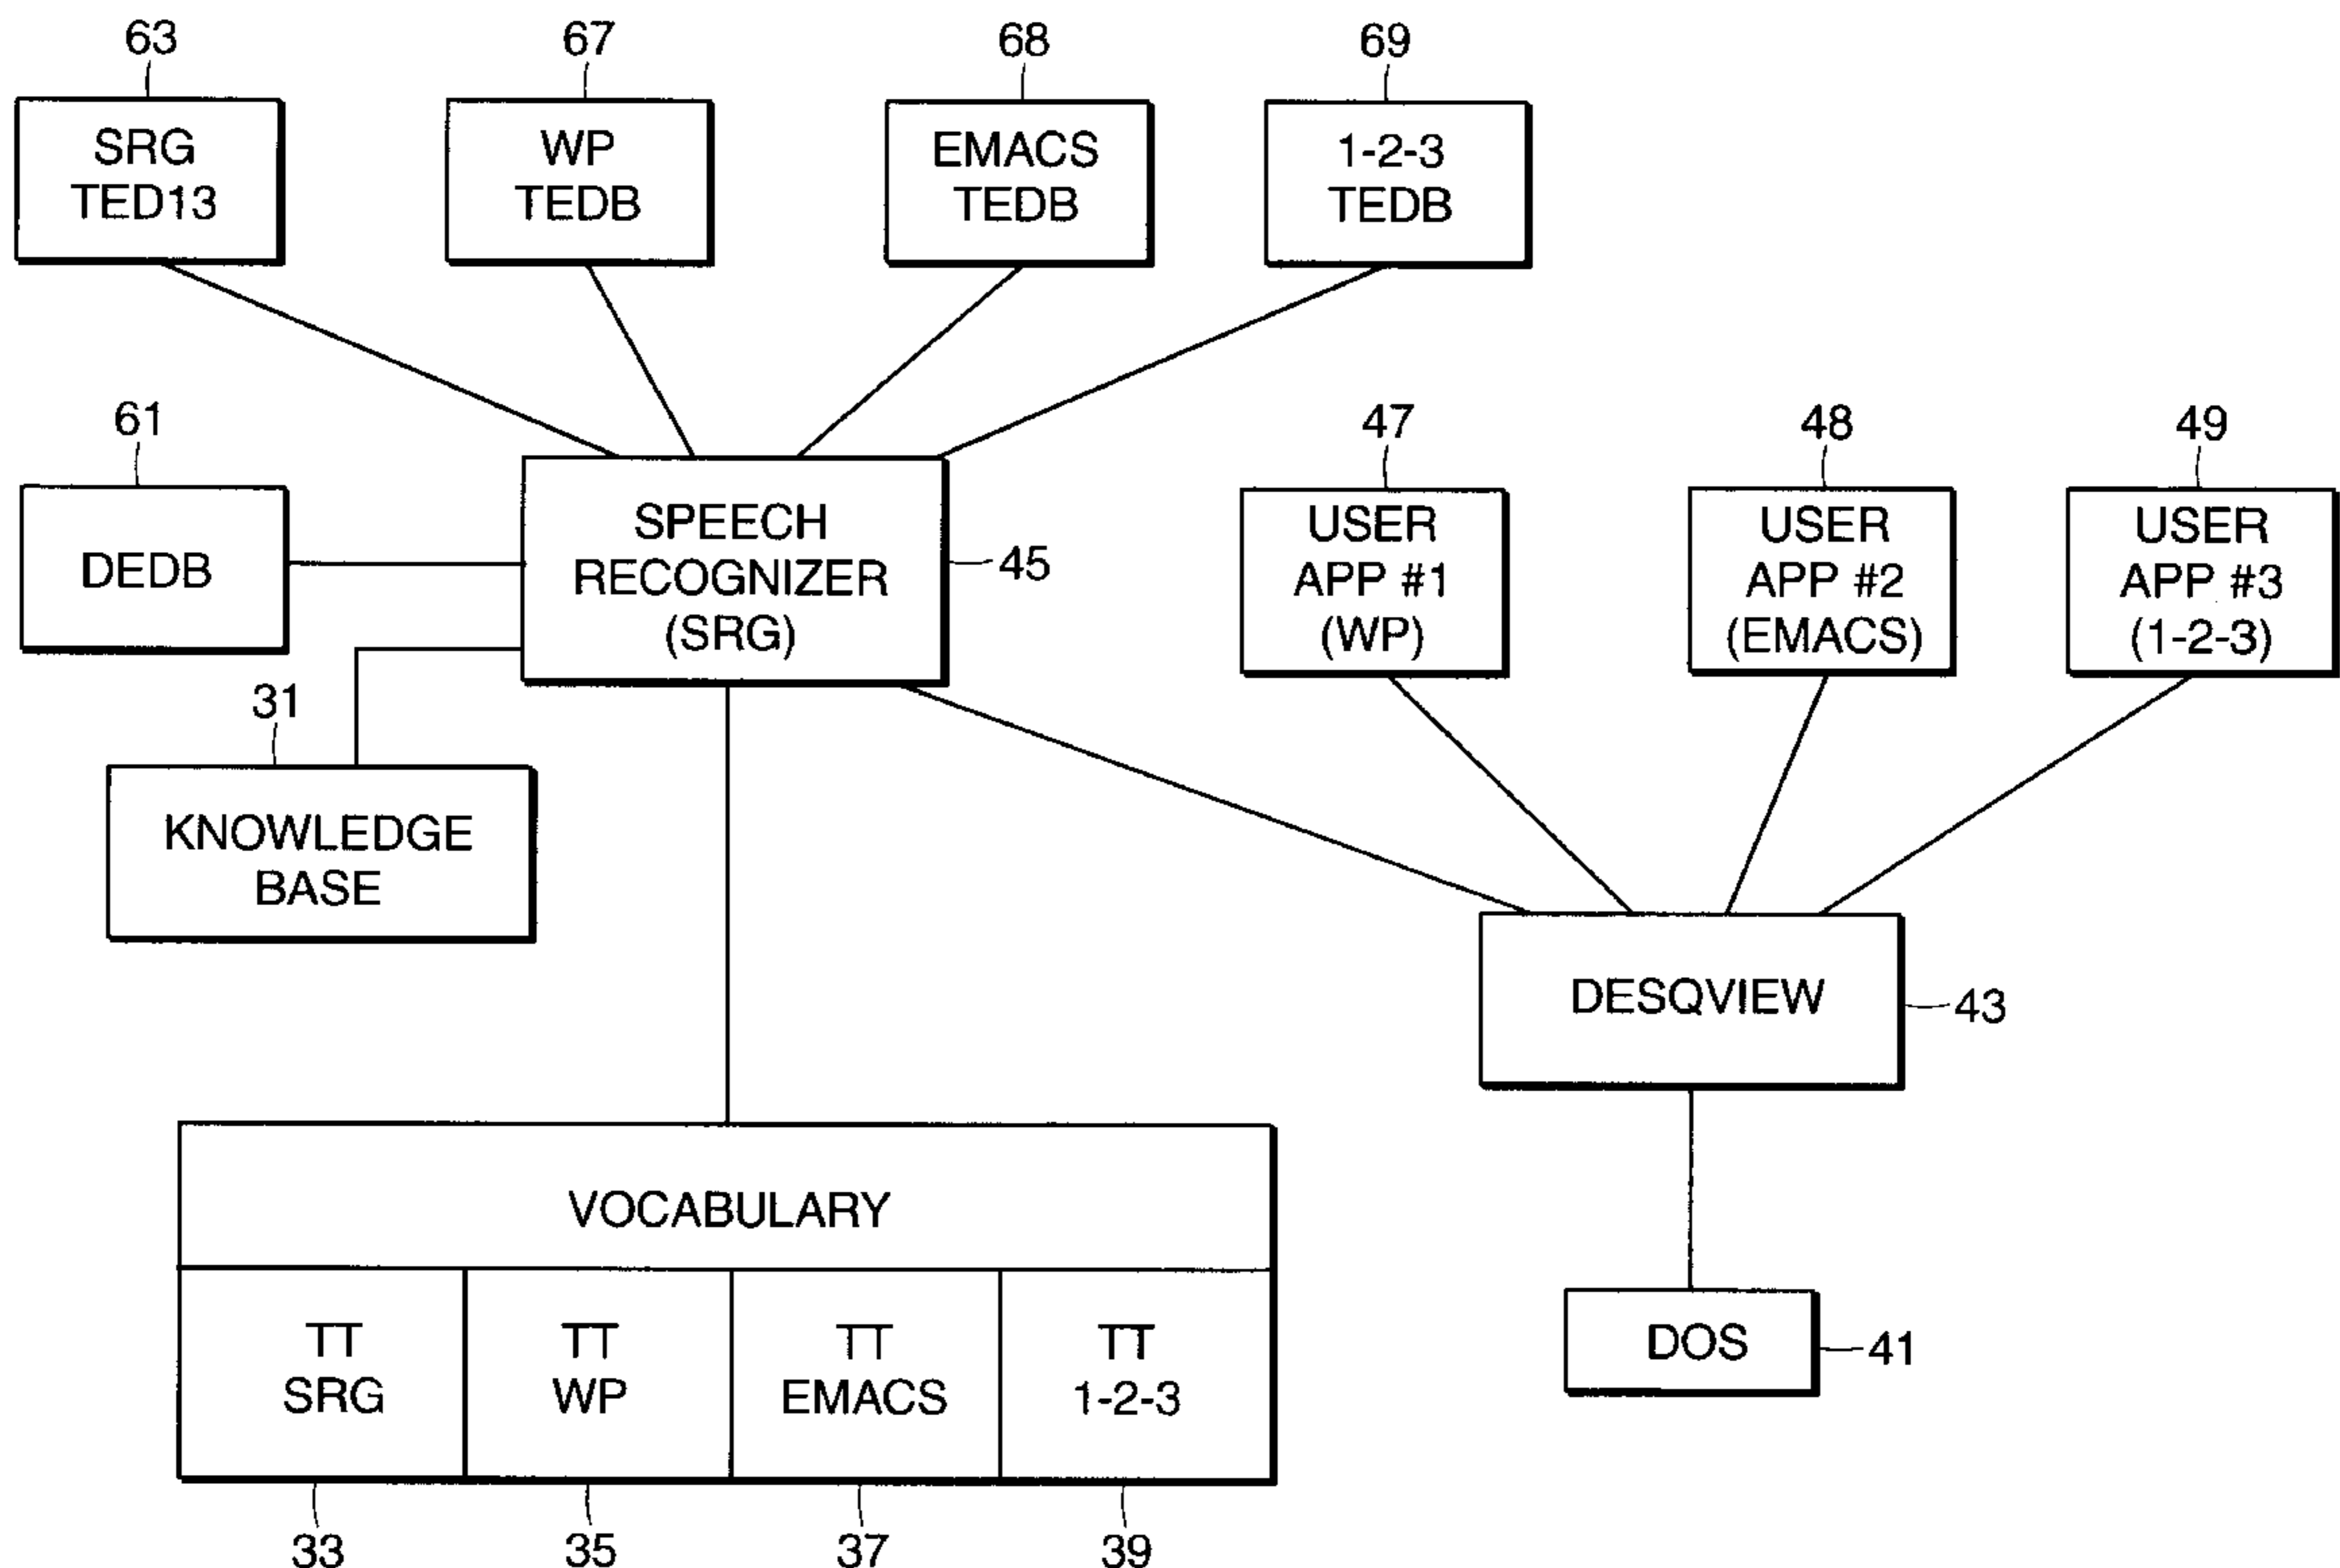 63
67
68
69
SRG
TED13
WP
TEDB
EMACS
TEDB
1-2-3
TEDB
61
47
48
49
DEDB
SPEECH
RECOGNIZER
(SRG)
45
USER
APP #1
(WP)
USER
APP #2
(EMACS)
USER
APP #3
(1-2-3)
31
KNOWLEDGE
BASE
DESQVIEW
43
VOCABULARY
TT
SRG
TT
WP
TT
EMACS
TT
1-2-3
DOS
41
33
35
37
39